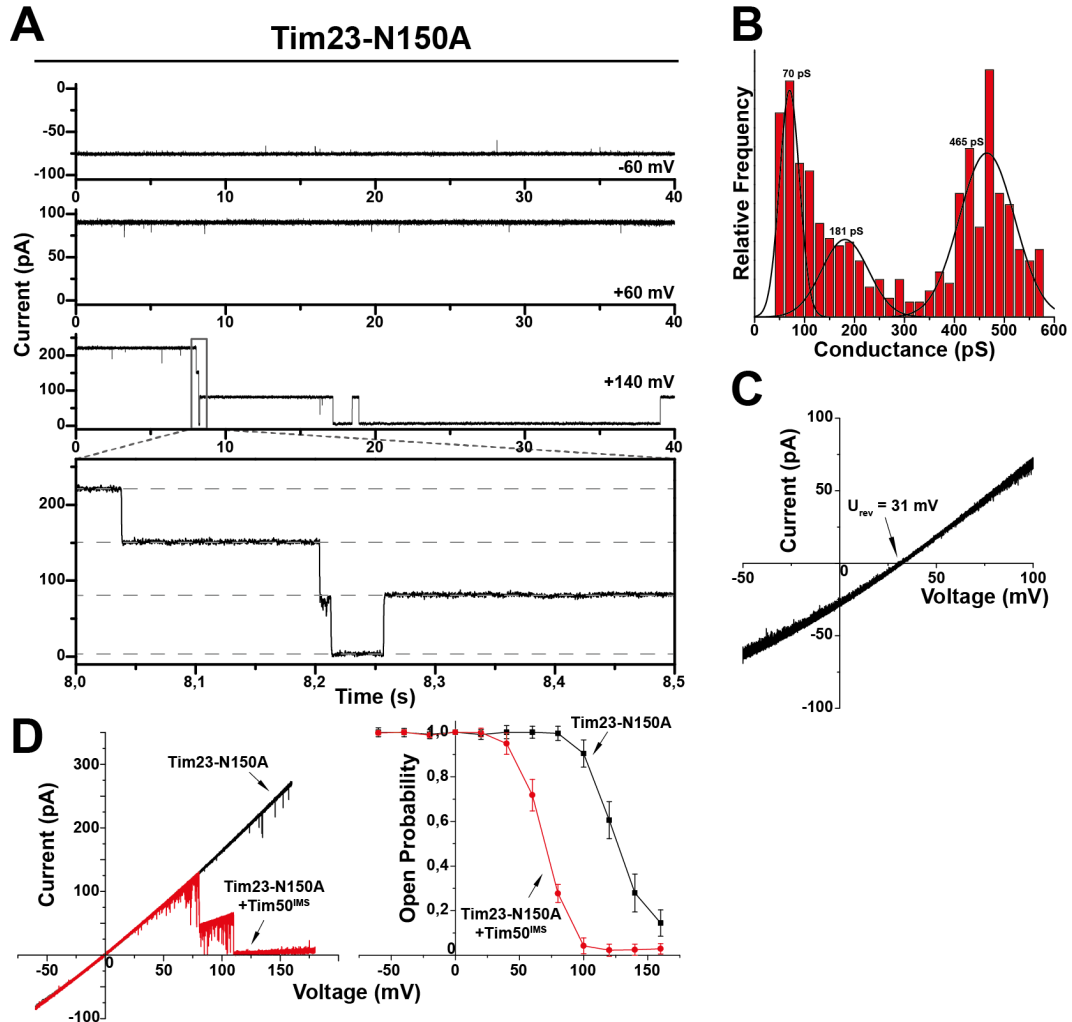 A
Tim23-N150A
0
-50
-100
-60 mV
0 10 20 30 40
Current (pA)
100
50
0
+60 mV
0 10 20 30 40
200
100
0
+140 mV
0 10 20 30 40
200
100
0
8,0 8,1 8,2 8,3 8,4 8,5
Time (s)
B
Relative Frequency
70 pS
181 pS
465 pS
0 100 200 300 400 500 600
Conductance (pS)
C
100
50
-50
-100
Current (pA)
Urev = 31 mV
-50 0 50 100
Voltage (mV)
D
300
200
100
0
-100
Current (pA)
Tim23-N150A
Tim23-N150A
+Tim50IMS
-50 0 50 100 150
Voltage (mV)
1,0
0,8
0,6
0,4
0,2
0
Open Probability
Tim23-N150A
Tim23-N150A
+Tim50IMS
-50 0 50 100 150